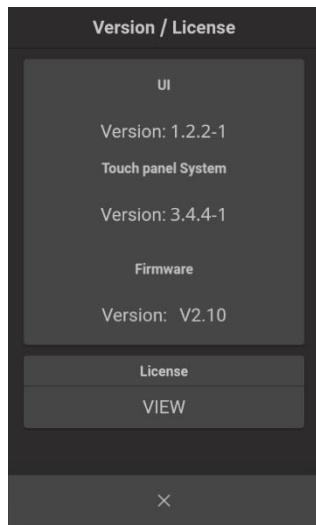 Version / License
UI
Version: 1.2.2-1
Touch panel System
Version: 3.4.4-1
Firmware
Version: V2.10
License
VIEW